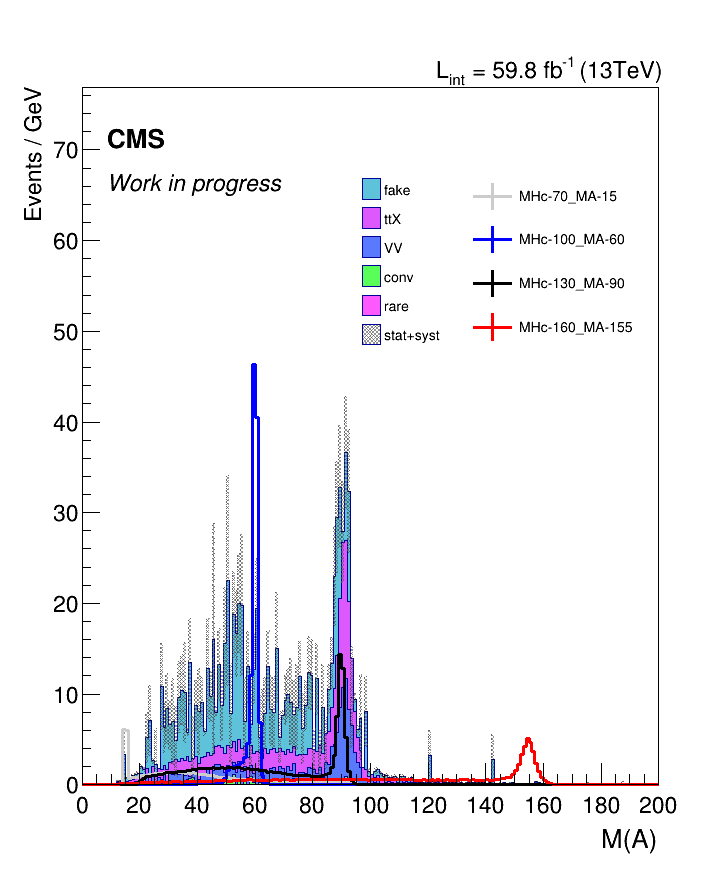 L_int = 59.8 fb^-1 (13TeV)
Events / GeV
CMS
Work in progress
fake
ttX
VV
conv
rare
stat+syst
MHc-70_MA-15
MHc-100_MA-60
MHc-130_MA-90
MHc-160_MA-155
70
60
50
40
30
20
10
0
0 20 40 60 80 100 120 140 160 180 200
M(A)